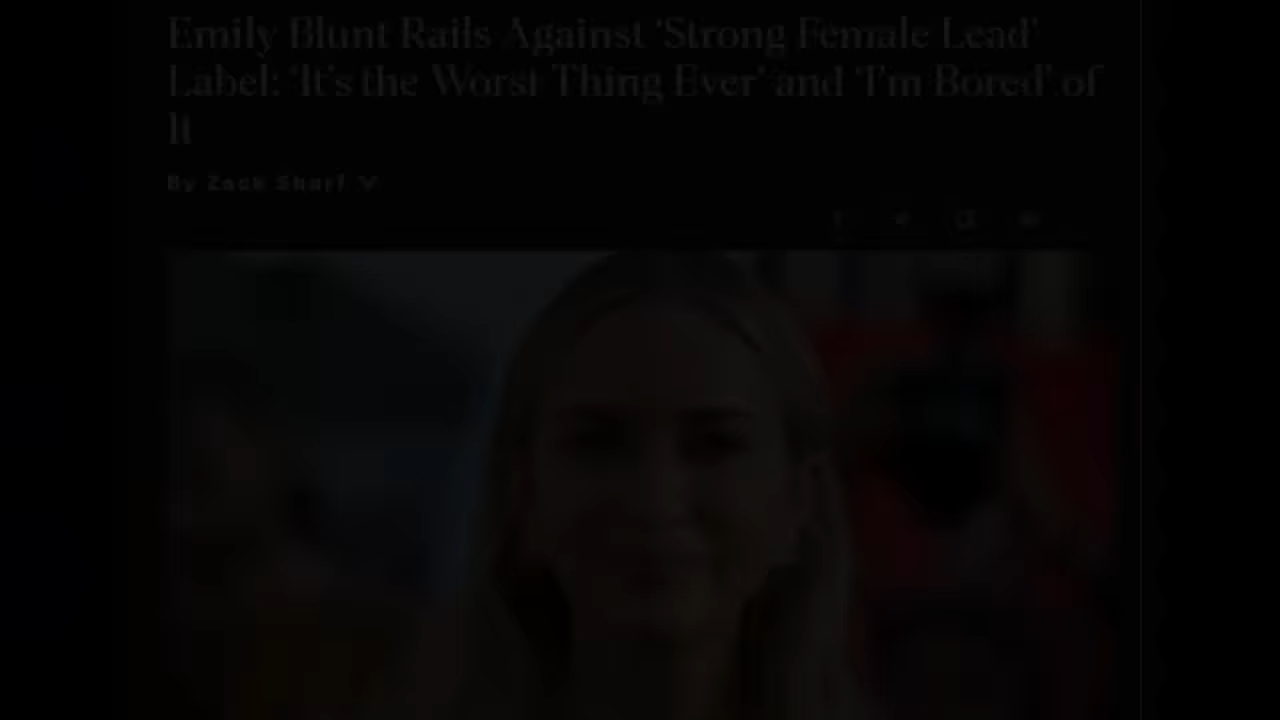 Emily Blunt Rails Against ‘Strong Female Lead’
Label: ‘It’s the Worst Thing Ever’ and ‘I’m Bored’ of
It
By Zack Sharf